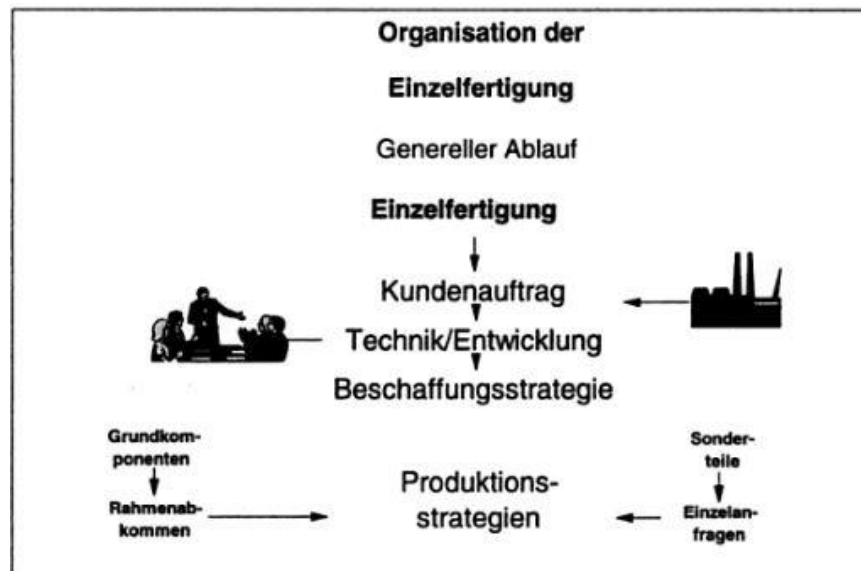 Organisation der
Einzelfertigung
Genereller Ablauf
Einzelfertigung
Kundenauftrag
Technik/Entwicklung
Beschaffungsstrategie
Grundkom-
ponenten
Rahmenab-
kommen
Produktions-
strategien
Sonder-
teile
Einzelan-
fragen